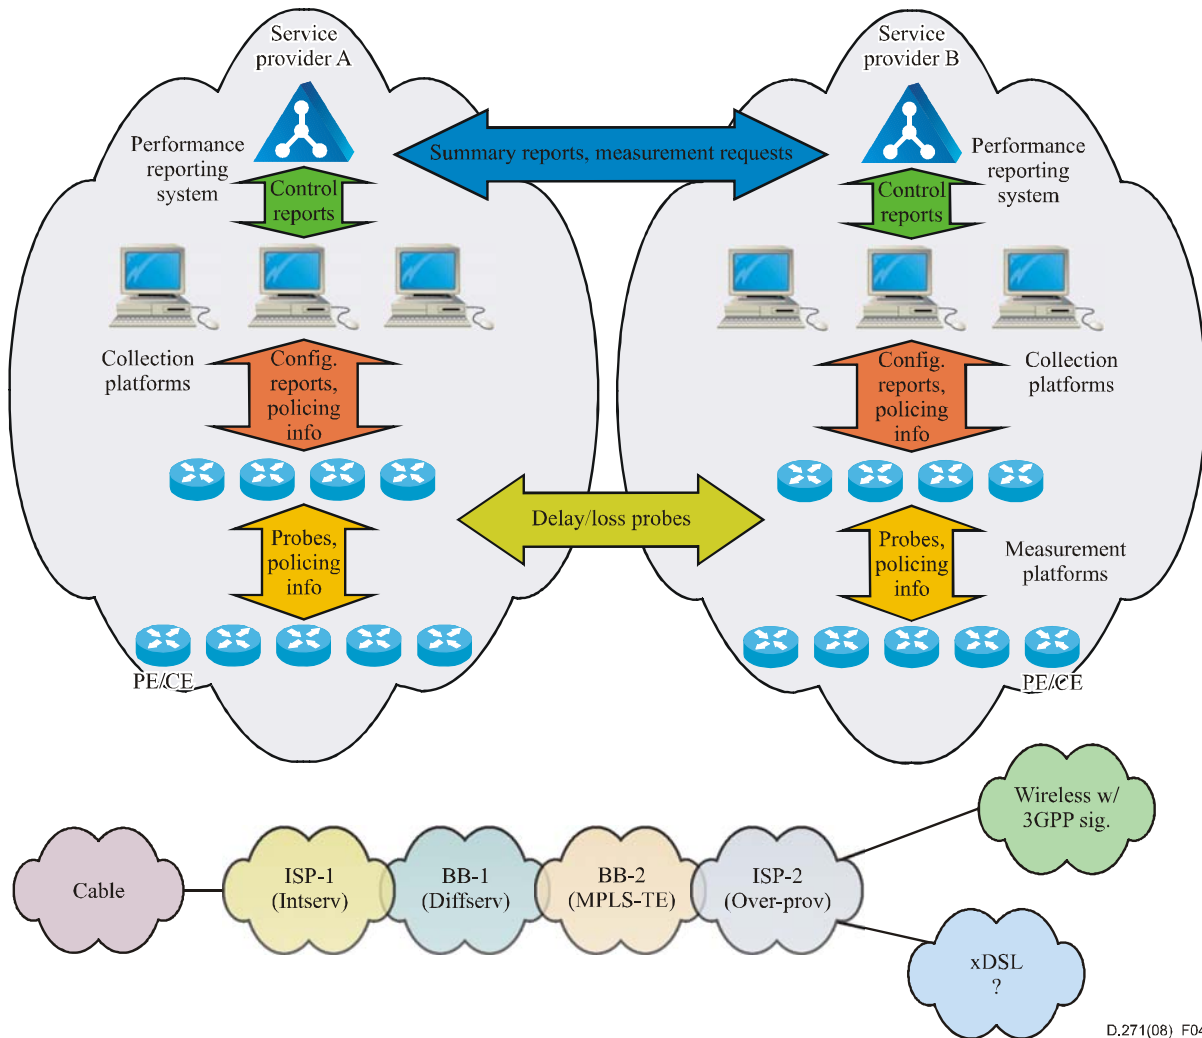 Service
provider A
Service
provider B
Performance
reporting
system
Summary reports, measurement requests
Performance
reporting
system
Control
reports
Control
reports
Collection
platforms
Config.
reports,
policing
info
Config.
reports,
policing
info
Collection
platforms
Delay/loss probes
Probes,
policing
info
Probes,
policing
info
Measurement
platforms
PE/CE
PE/CE
Wireless w/
3GPP sig.
Cable
ISP-1
(Intserv)
BB-1
(Diffserv)
BB-2
(MPLS-TE)
ISP-2
(Over-prov)
xDSL
?
D.271(08)_F04